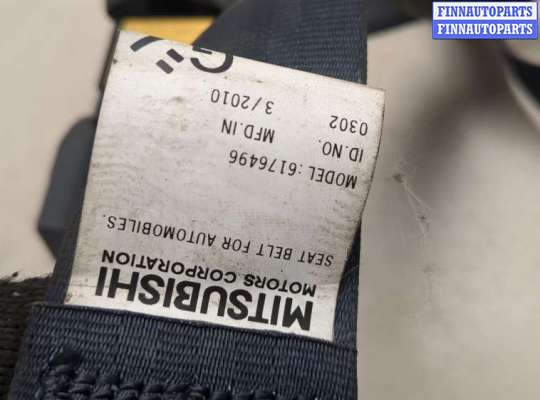 FINNAUTOPARTS
FINNAUTOPARTS
MITSUBISHI
MOTORS CORPORATION
SEAT BELT FOR AUTOMOBILES.
MODEL:6176496
ID.NO. MFD.IN
0302 3/2010